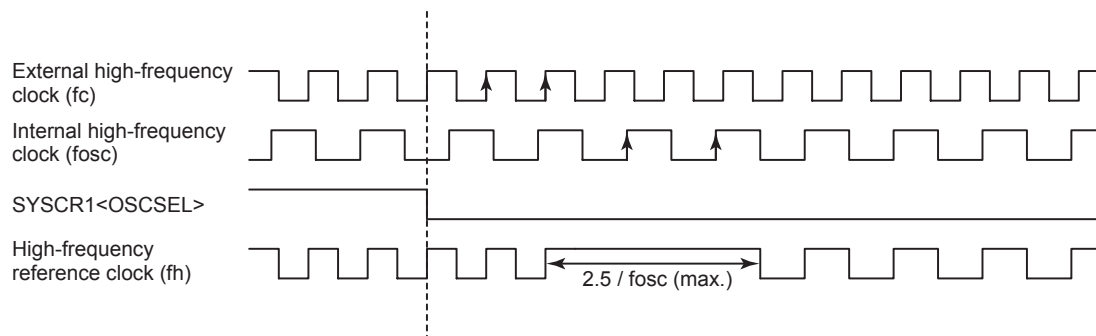 External high-frequency
clock (fc)
Internal high-frequency
clock (fosc)
SYSCR1<OSCSEL>
High-frequency
reference clock (fh)
2.5 / fosc (max.)